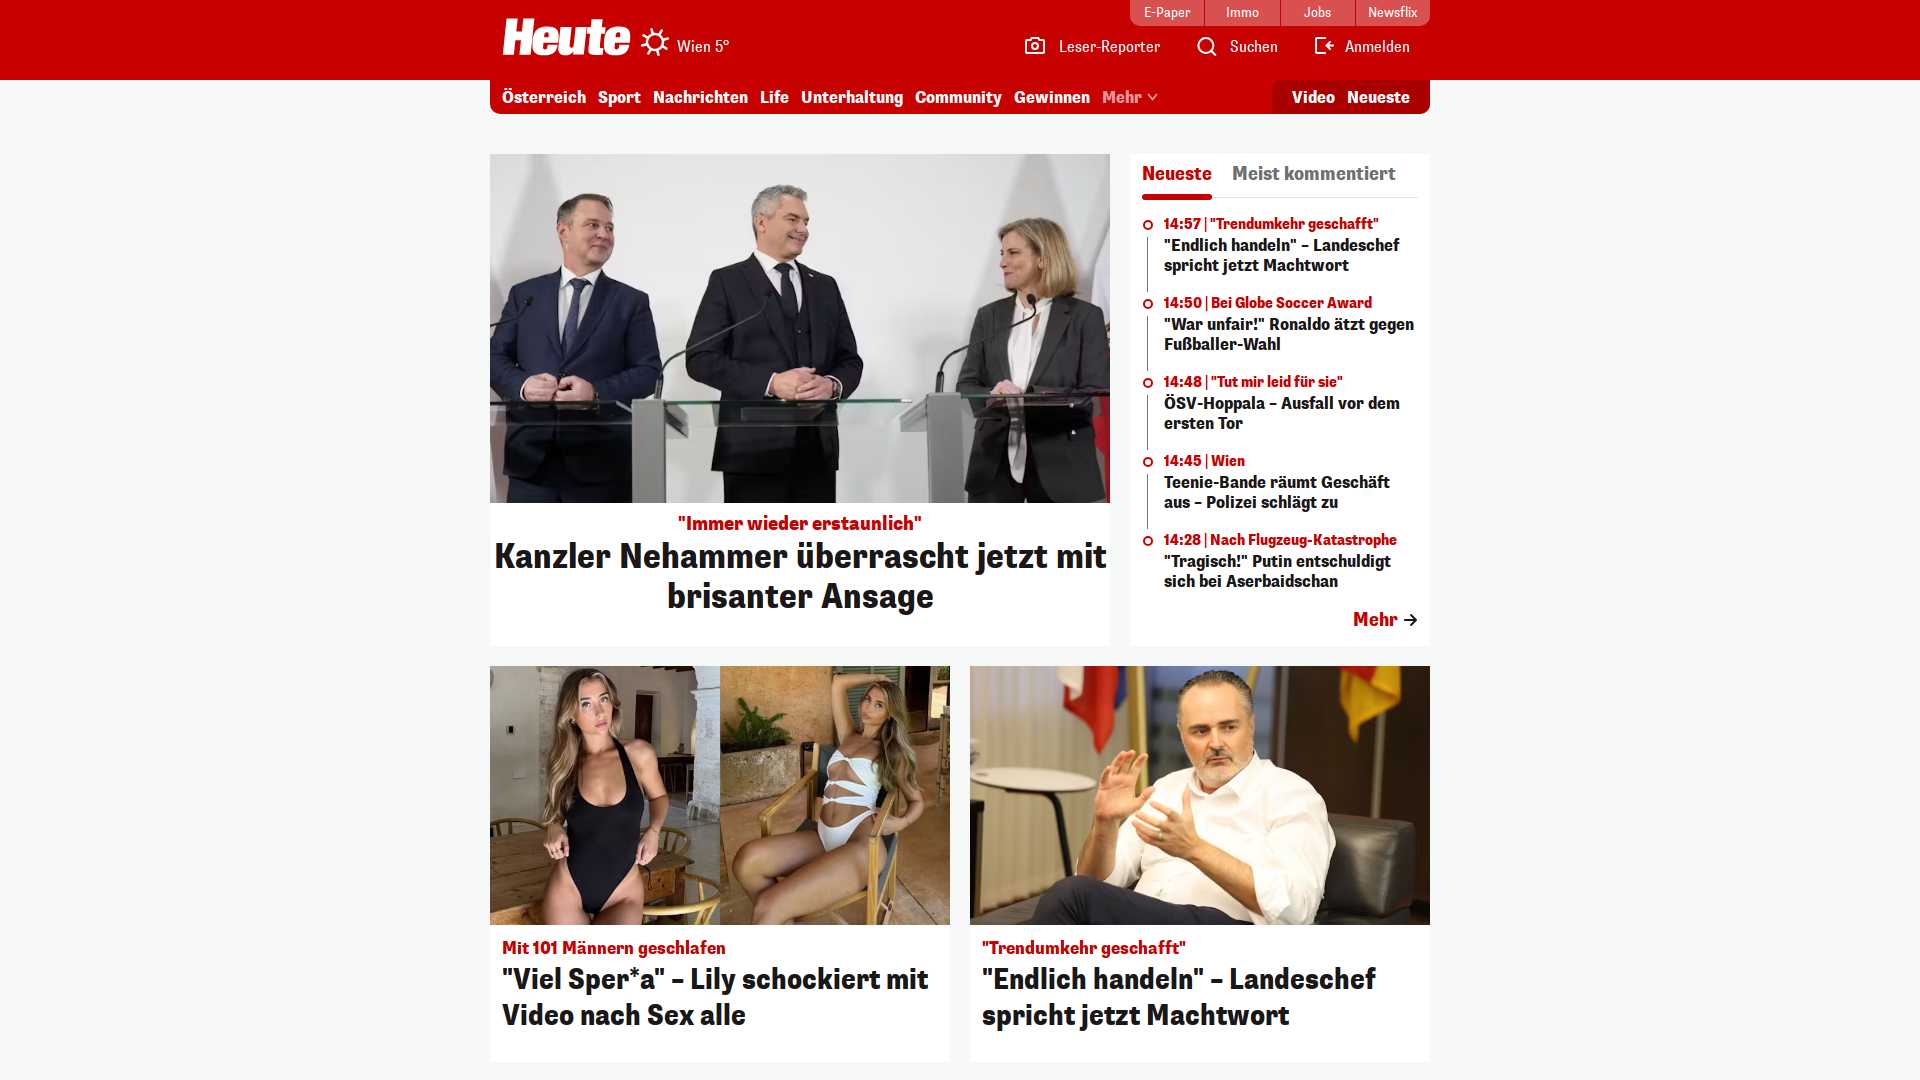 E-Paper
Immo
Jobs
Newsflix
Heute
Wien 5°
Leser-Reporter
Suchen
Anmelden
Österreich Sport Nachrichten Life Unterhaltung Community Gewinnen Mehr
Video Neueste
"Immer wieder erstaunlich"
Kanzler Nehammer überrascht jetzt mit
brisanter Ansage
Neueste
Meist kommentiert
14:57 | "Trendumkehr geschafft"
"Endlich handeln" – Landeschef
spricht jetzt Machtwort
14:50 | Bei Globe Soccer Award
"War unfair!" Ronaldo ätzt gegen
Fußballer-Wahl
14:48 | "Tut mir leid für sie"
ÖSV-Hoppala – Ausfall vor dem
ersten Tor
14:45 | Wien
Teenie-Bande räumt Geschäft
aus – Polizei schlägt zu
14:28 | Nach Flugzeug-Katastrophe
"Tragisch!" Putin entschuldigt
sich bei Aserbaidschan
Mehr
Mit 101 Männern geschlafen
"Viel Sper*a" – Lily schockiert mit
Video nach Sex alle
"Trendumkehr geschafft"
"Endlich handeln" – Landeschef
spricht jetzt Machtwort